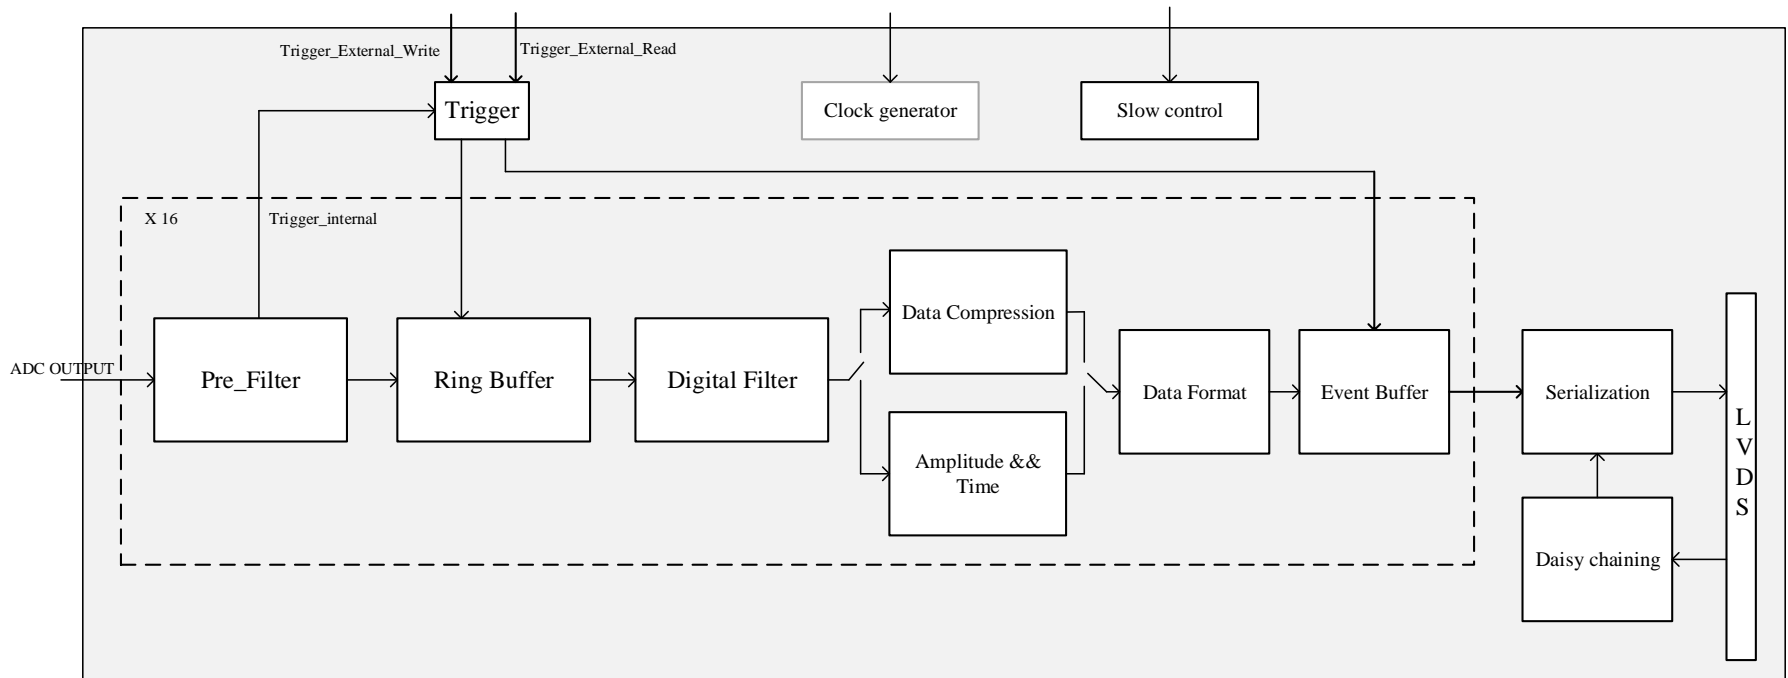 Trigger_External_Write
Trigger_External_Read
Trigger
Clock generator
Slow control
X 16
Trigger_internal
ADC OUTPUT
Pre_Filter
Ring Buffer
Digital Filter
Data Compression
Amplitude &&
Time
Data Format
Event Buffer
Serialization
Daisy chaining
L
V
D
S